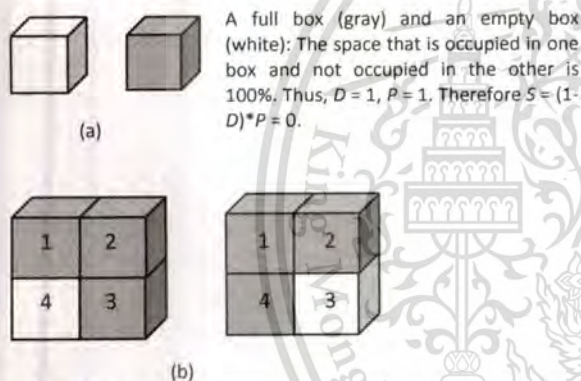 A full box (gray) and an empty box
(white): The space that is occupied in one
box and not occupied in the other is
100%. Thus, D = 1, P = 1. Therefore S = (1-
D)*P = 0.
(a)
1 2
4 3
1 2
4 3
(b)
King Mong